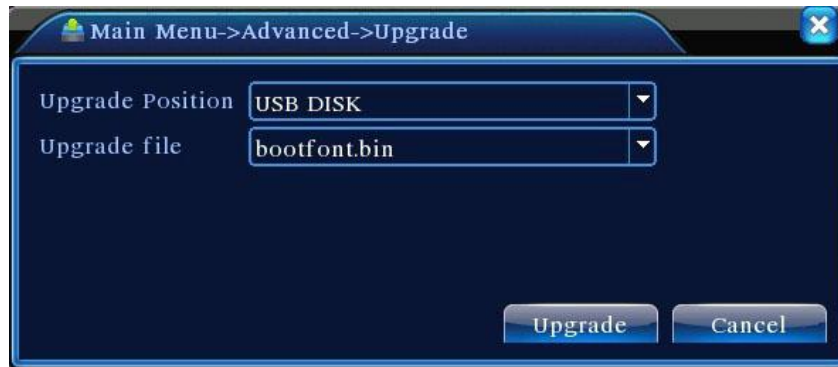 Main Menu->Advanced->Upgrade
Upgrade Position USB DISK
Upgrade file bootfont.bin
Upgrade Cancel